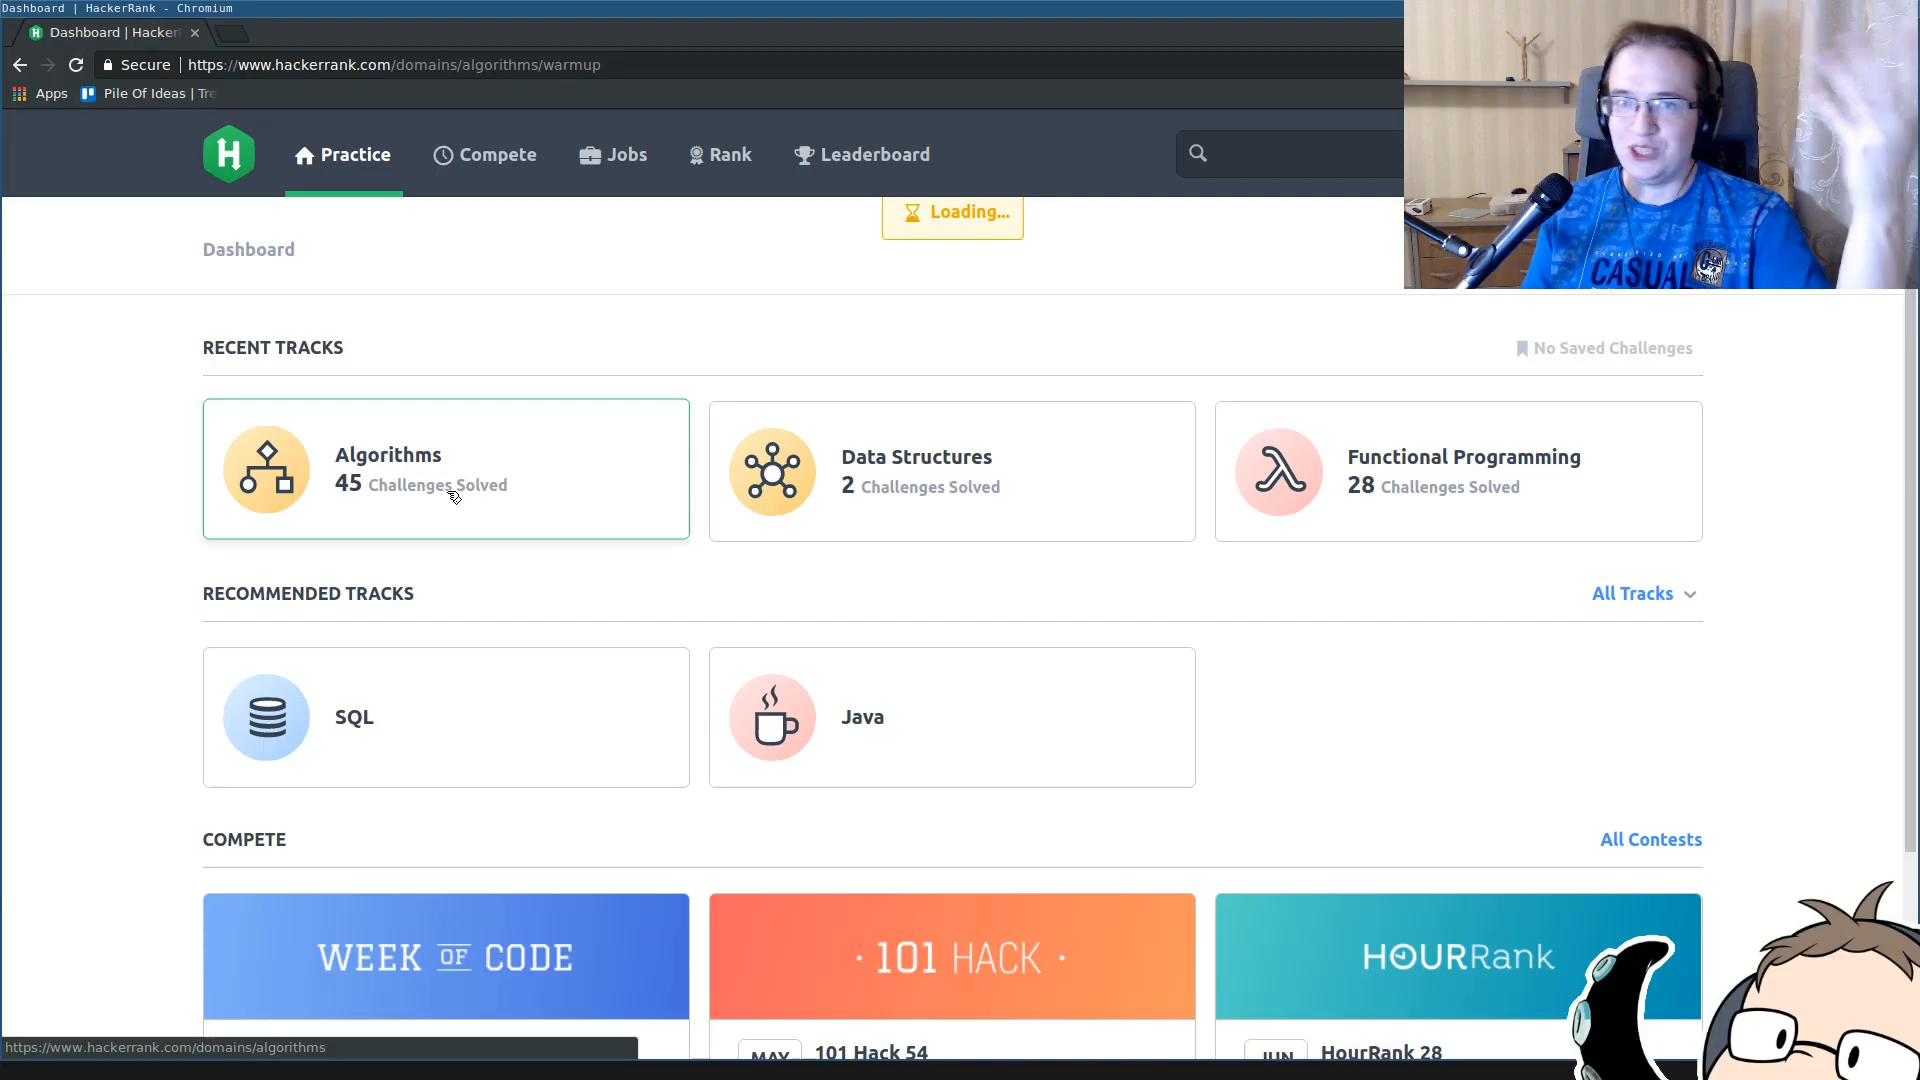 Dashboard | HackerRank - Chromium
Dashboard | Hacker
Secure | https://www.hackerrank.com/domains/algorithms/warmup
Apps Pile Of Ideas | Tre
H Practice Compete Jobs Rank Leaderboard
Loading...
Dashboard
RECENT TRACKS No Saved Challenges
Algorithms
45 Challenges Solved
Data Structures
2 Challenges Solved
Functional Programming
28 Challenges Solved
RECOMMENDED TRACKS All Tracks
SQL
Java
COMPETE All Contests
WEEK OF CODE
· 101 HACK ·
HOURRank
MAY 101 Hack 54
JUN HourRank 28
https://www.hackerrank.com/domains/algorithms
CASUAL